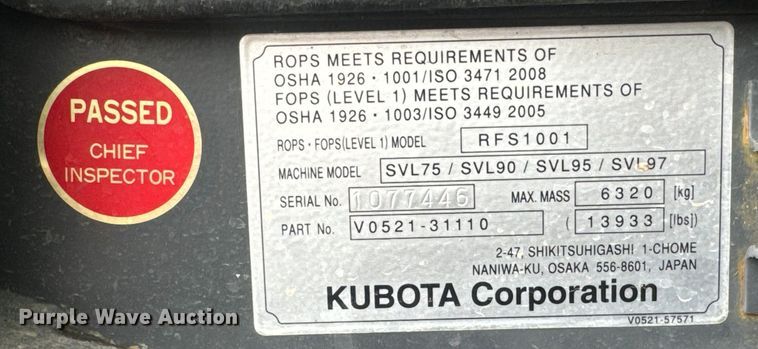 PASSED
CHIEF
INSPECTOR
ROPS MEETS REQUIREMENTS OF
OSHA 1926 · 1001/ISO 3471 2008
FOPS (LEVEL 1) MEETS REQUIREMENTS OF
OSHA 1926 · 1003/ISO 3449 2005
ROPS · FOPS(LEVEL 1) MODEL RFS1001
MACHINE MODEL SVL75 / SVL90 / SVL95 / SVL97
SERIAL No. 1077446 MAX. MASS 6320 [kg]
PART No. V0521-31110 ( 13933 [lbs])
2-47, SHIKITSUHIGASHI 1-CHOME
NANIWA-KU, OSAKA 556-8601, JAPAN
KUBOTA Corporation
V0521-57571
Purple Wave Auction